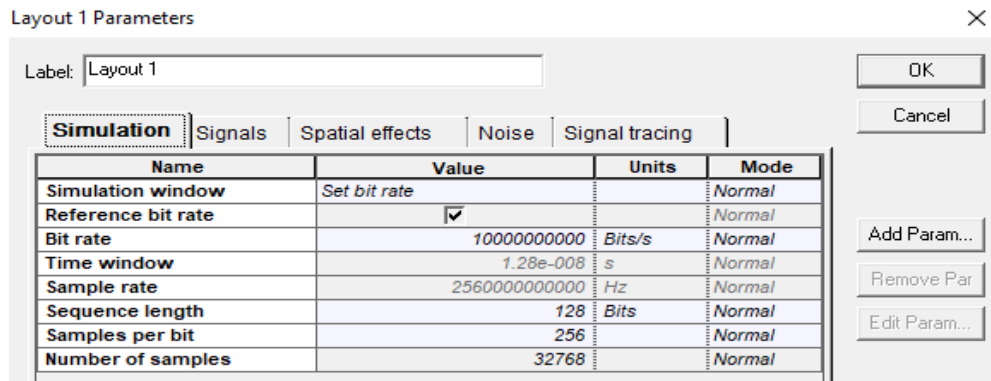 Layout 1 Parameters
Label: Layout 1
OK
Cancel
Simulation Signals Spatial effects Noise Signal tracing
Name Value Units Mode
Simulation window Set bit rate Normal
Reference bit rate Normal
Bit rate 10000000000 Bits/s Normal
Add Param...
Time window 1.28e-008 s Normal
Sample rate 2560000000000 Hz Normal
Remove Par
Sequence length 128 Bits Normal
Edit Param...
Samples per bit 256 Normal
Number of samples 32768 Normal